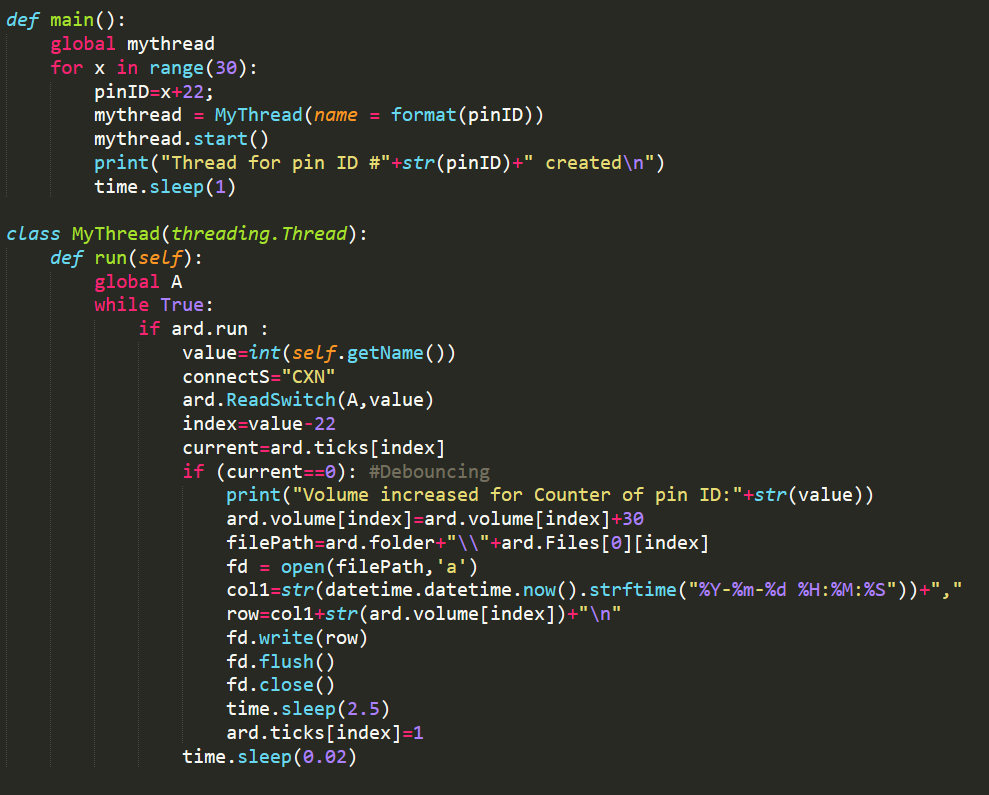 def main():
    global mythread
    for x in range(30):
        pinID=x+22;
        mythread = MyThread(name = format(pinID))
        mythread.start()
        print("Thread for pin ID #"+str(pinID)+" created\n")
        time.sleep(1)

class MyThread(threading.Thread):
    def run(self):
        global A
        while True:
            if ard.run :
                value=int(self.getName())
                connectS="CXN"
                ard.ReadSwitch(A,value)
                index=value-22
                current=ard.ticks[index]
                if (current==0): #Debouncing
                    print("Volume increased for Counter of pin ID:"+str(value))
                    ard.volume[index]=ard.volume[index]+30
                    filePath=ard.folder+"\\"+ard.Files[0][index]
                    fd = open(filePath,'a')
                    col1=str(datetime.datetime.now().strftime("%Y-%m-%d %H:%M:%S"))+","
                    row=col1+str(ard.volume[index])+"\n"
                    fd.write(row)
                    fd.flush()
                    fd.close()
                    time.sleep(2.5)
                    ard.ticks[index]=1
                time.sleep(0.02)